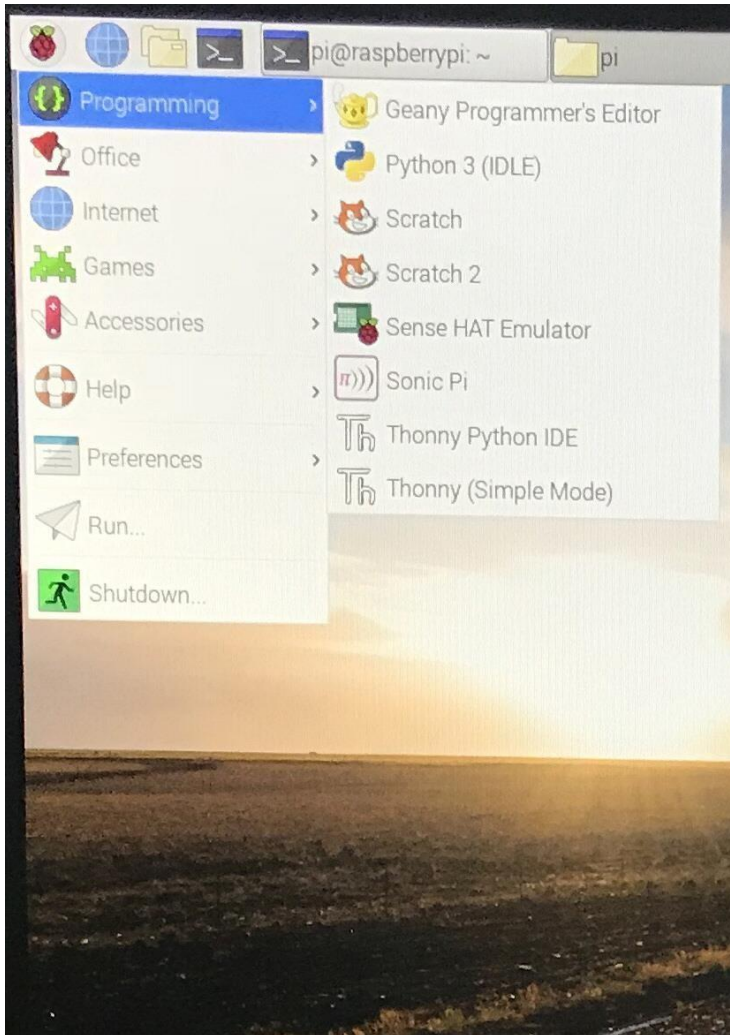 pi@raspberrypi: ~
pi
Programming
Office
Internet
Games
Accessories
Help
Preferences
Run...
Shutdown...
Geany Programmer's Editor
Python 3 (IDLE)
Scratch
Scratch 2
Sense HAT Emulator
Sonic Pi
Thonny Python IDE
Thonny (Simple Mode)